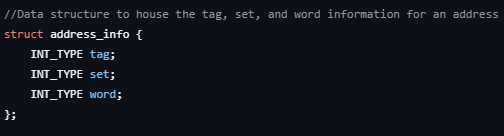 //Data structure to house the tag, set, and word information for an address
struct address_info {
    INT_TYPE tag;
    INT_TYPE set;
    INT_TYPE word;
};